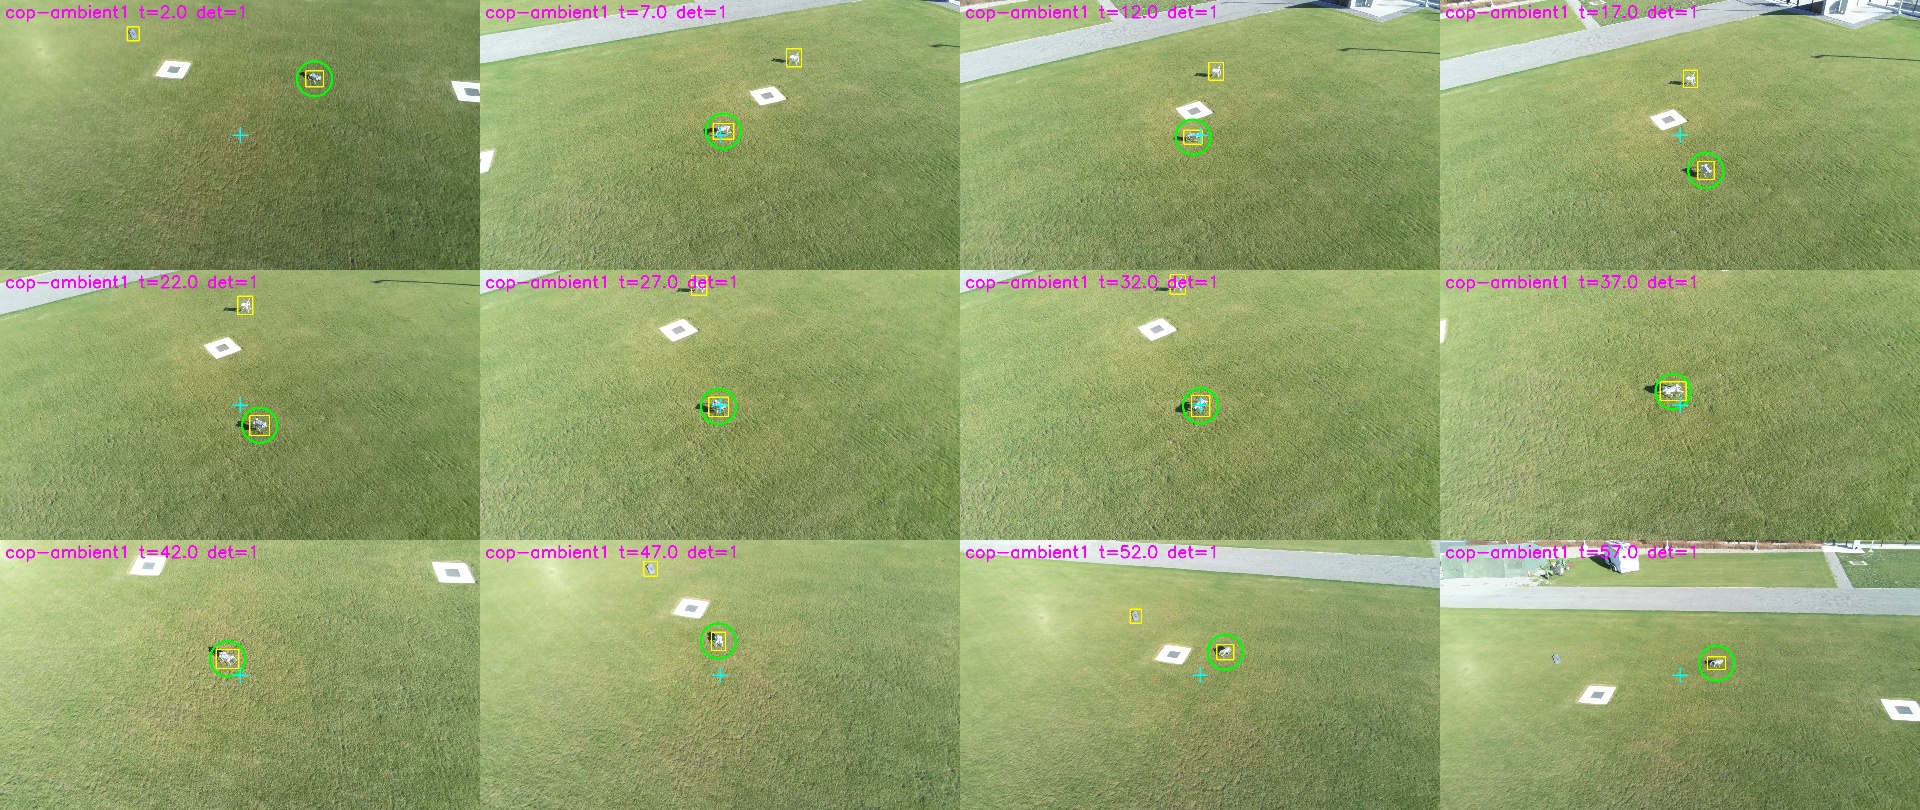 cop-ambient1 t=2.0 det=1
cop-ambient1 t=7.0 det=1
cop-ambient1 t=12.0 det=1
cop-ambient1 t=17.0 det=1
cop-ambient1 t=22.0 det=1
cop-ambient1 t=27.0 det=1
cop-ambient1 t=32.0 det=1
cop-ambient1 t=37.0 det=1
cop-ambient1 t=42.0 det=1
cop-ambient1 t=47.0 det=1
cop-ambient1 t=52.0 det=1
cop-ambient1 t=57.0 det=1